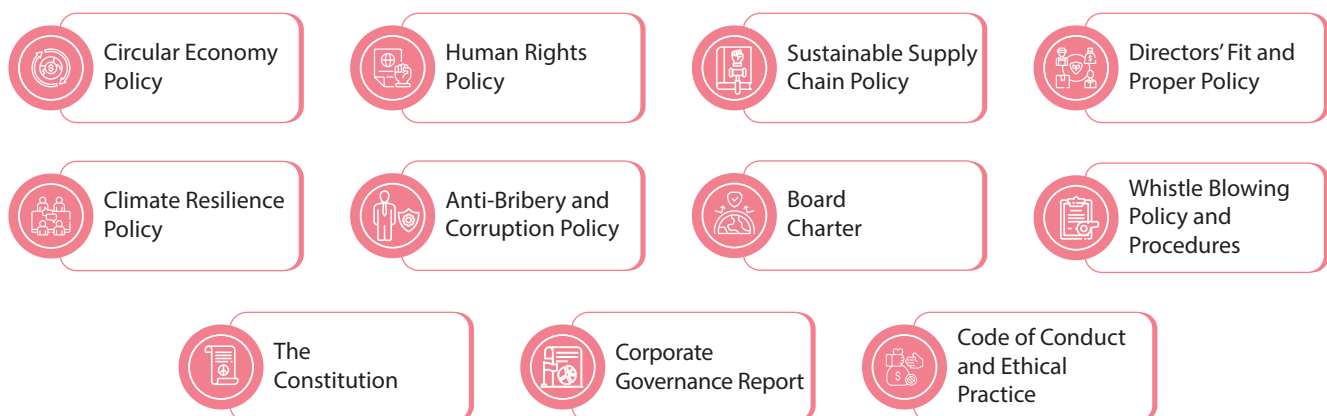 Circular Economy
Policy
Human Rights
Policy
Sustainable Supply
Chain Policy
Directors' Fit and
Proper Policy
Climate Resilience
Policy
Anti-Bribery and
Corruption Policy
Board
Charter
Whistle Blowing
Policy and
Procedures
The
Constitution
Corporate
Governance Report
Code of Conduct
and Ethical
Practice